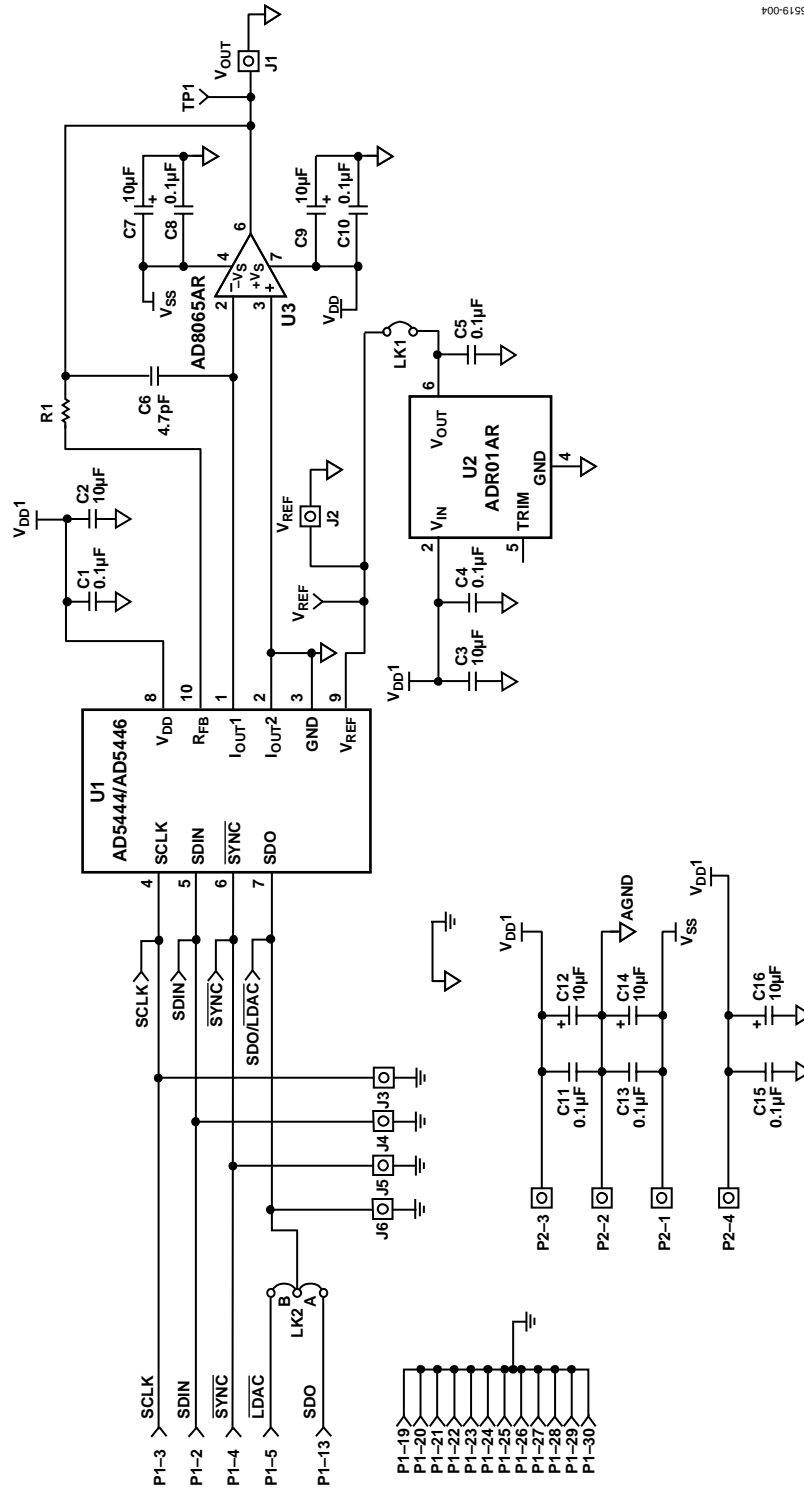 P1–3
SCLK
P1–2
SDIN
P1–4
SYNC
P1–5
LDAC
P1–13
SDO
LK2
B
A
J6
J5
J4
J3
SCLK
SDIN
SYNC
SDO/LDAC
U1
AD5444/AD5446
4
SCLK
5
SDIN
6
SYNC
7
SDO
VDD
8
RFB
10
IOUT1
1
IOUT2
2
GND
3
VREF
9
VDD1
C1
0.1µF
C2
10µF
R1
C6
4.7pF
VSS
C7
10µF
+
C8
0.1µF
AD8065AR
2
–
4
–VS
3
+
7
+VS
6
U3
VDD
C9
10µF
+
C10
0.1µF
TP1
VOUT
J1
VREF
VREF
J2
LK1
VDD1
C3
10µF
C4
0.1µF
2
VIN
VOUT
6
U2
ADR01AR
5
TRIM
GND
4
C5
0.1µF
P1–19
P1–20
P1–21
P1–22
P1–23
P1–24
P1–25
P1–26
P1–27
P1–28
P1–29
P1–30
P2–3
P2–2
P2–1
P2–4
C11
0.1µF
C12
10µF
+
C13
0.1µF
C14
10µF
+
VDD1
AGND
VSS
C15
0.1µF
C16
10µF
+
VDD1